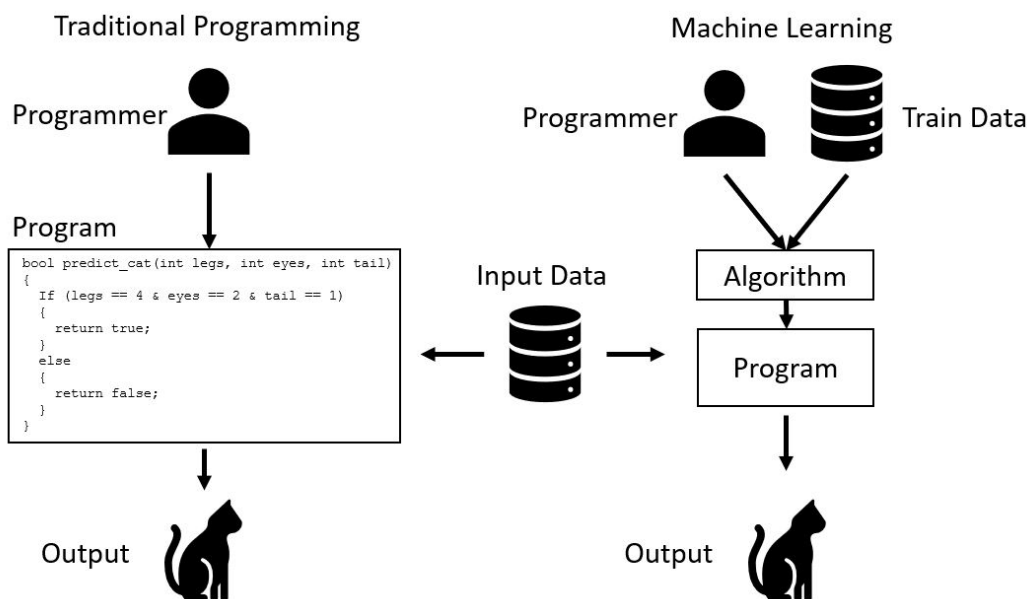 Traditional Programming
Programmer
Program
bool predict_cat(int legs, int eyes, int tail)
{
If (legs == 4 & eyes == 2 & tail == 1)
{
return true;
}
else
{
return false;
}
}
Output
Input Data
Machine Learning
Programmer
Train Data
Algorithm
Program
Output